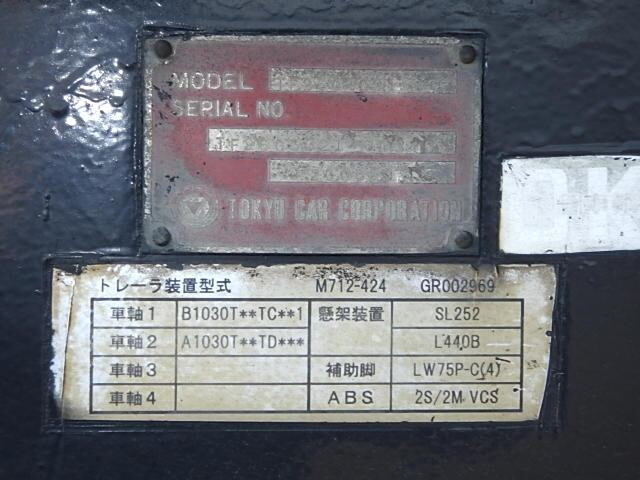 MODEL
SERIAL NO
TOKYU CAR CORPORATION
トレーラ装置型式 M712-424 GR002969
車軸1 B1030T**TC**1 懸架装置 SL252
車軸2 A1030T**TD*** L440B
車軸3 補助脚 LW75P-C(4)
車軸4 ABS 2S/2M VCS